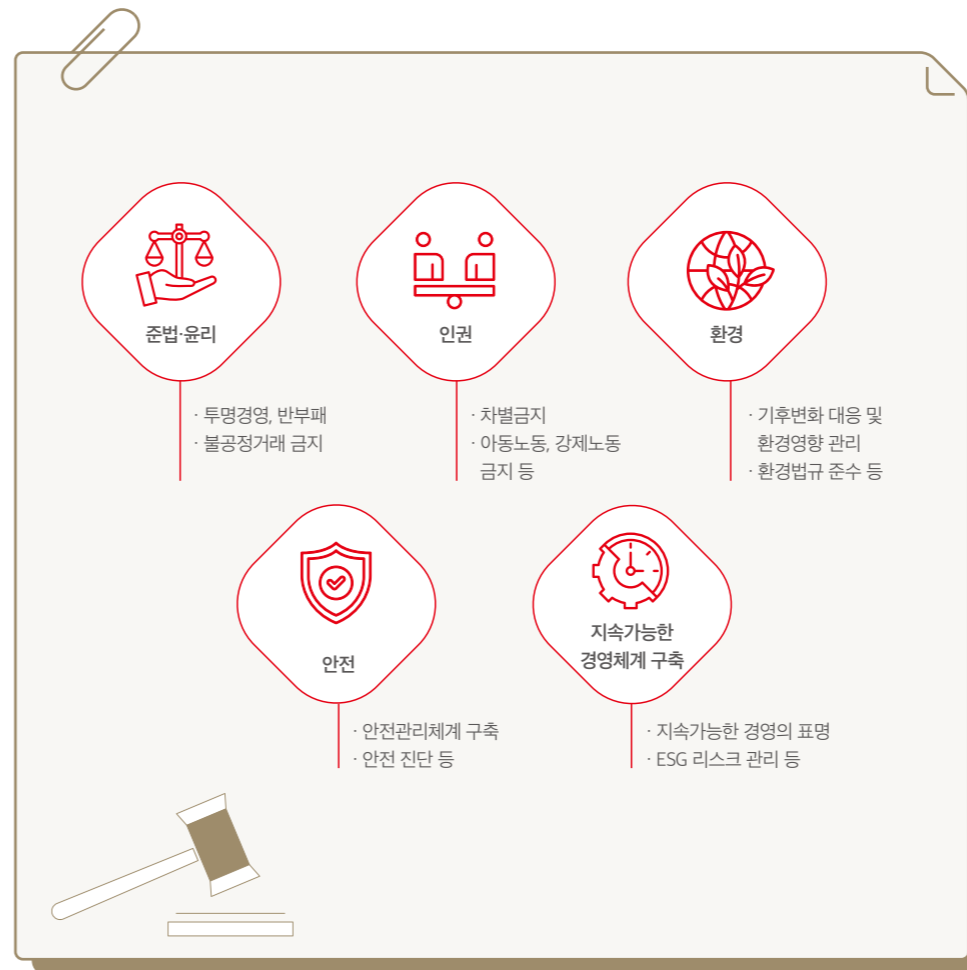 준법·윤리
· 투명경영, 반부패
· 불공정거래 금지
인권
· 차별금지
· 아동노동, 강제노동
금지 등
환경
· 기후변화 대응 및
환경영향 관리
· 환경법규 준수 등
안전
· 안전관리체계 구축
· 안전 진단 등
지속가능한
경영체계 구축
· 지속가능한 경영의 표명
· ESG 리스크 관리 등